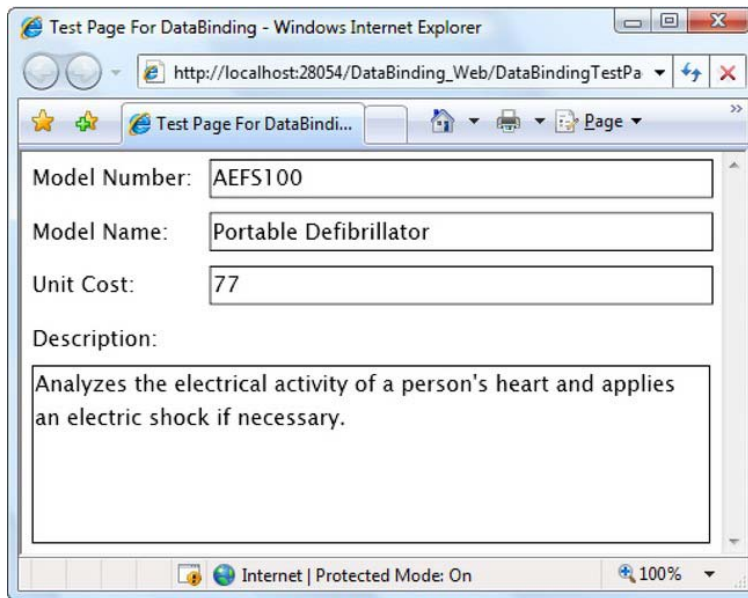 Test Page For DataBinding - Windows Internet Explorer
http://localhost:28054/DataBinding_Web/DataBindingTestPa
Test Page For DataBindi...
Page
Model Number: AEFS100
Model Name: Portable Defibrillator
Unit Cost: 77
Description:
Analyzes the electrical activity of a person's heart and applies
an electric shock if necessary.
Internet | Protected Mode: On 100%